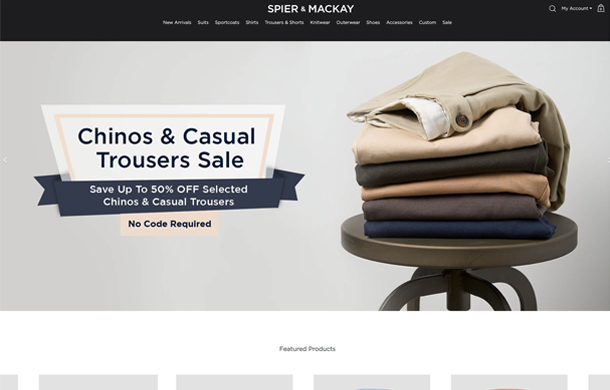 SPIER & MACKAY
My Account
0
New Arrivals Suits Sportcoats Shirts Trousers & Shorts Knitwear Outerwear Shoes Accessories Custom Sale
Chinos & Casual
Trousers Sale
Save Up To 50% OFF Selected
Chinos & Casual Trousers
No Code Required
Featured Products